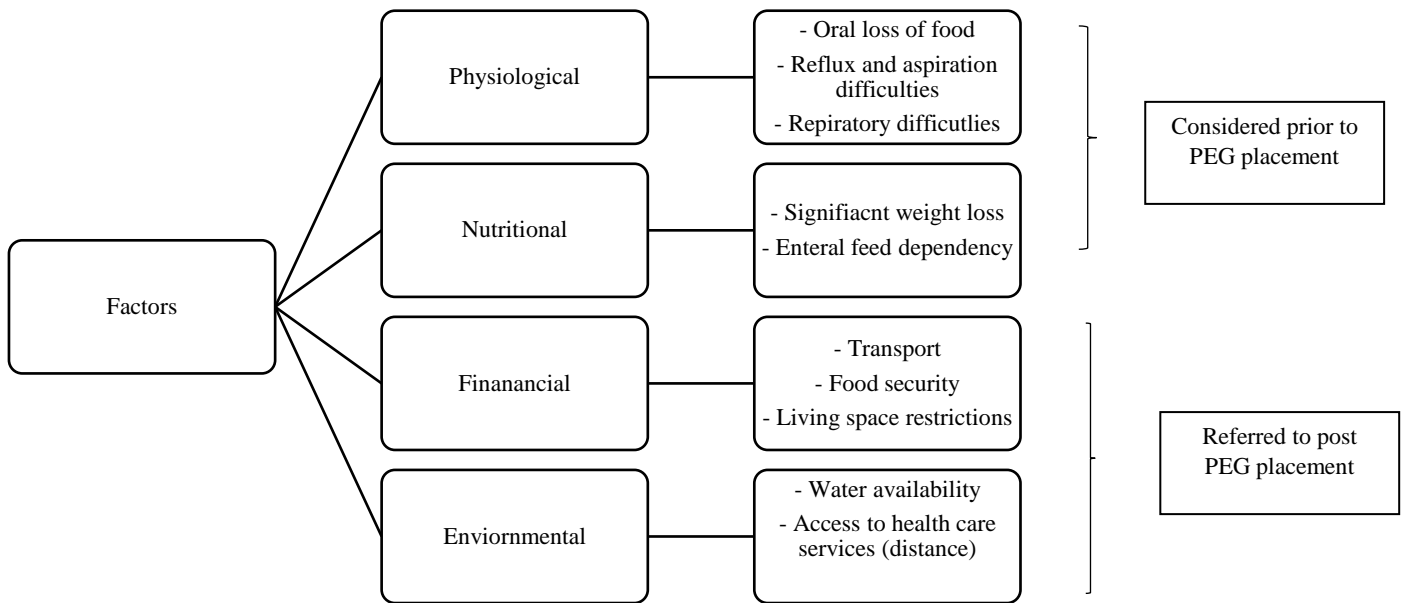 Factors
Physiological
- Oral loss of food
- Reflux and aspiration
difficulties
- Repiratory difficutlies
Considered prior to
PEG placement
Nutritional
- Signifiacnt weight loss
- Enteral feed dependency
Finanancial
- Transport
- Food security
- Living space restrictions
Referred to post
PEG placement
Enviornmental
- Water availability
- Access to health care
services (distance)